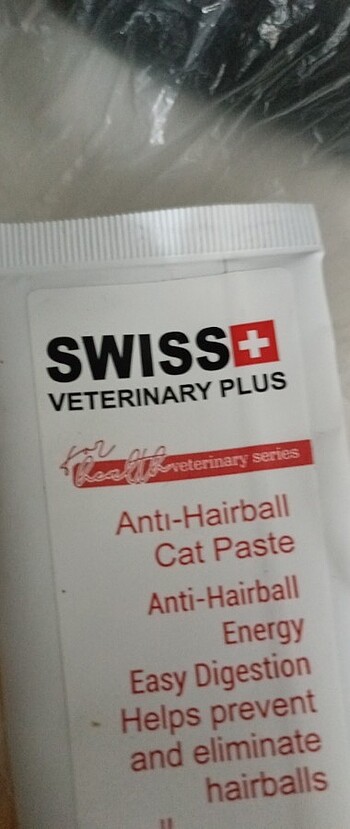 SWISS
VETERINARY PLUS
for
health veterinary series
Antı-Hairball
Cat Paste
Anti-Hairball
Energy
Easy Digestion
Helps prevent
and eliminate
hairballs